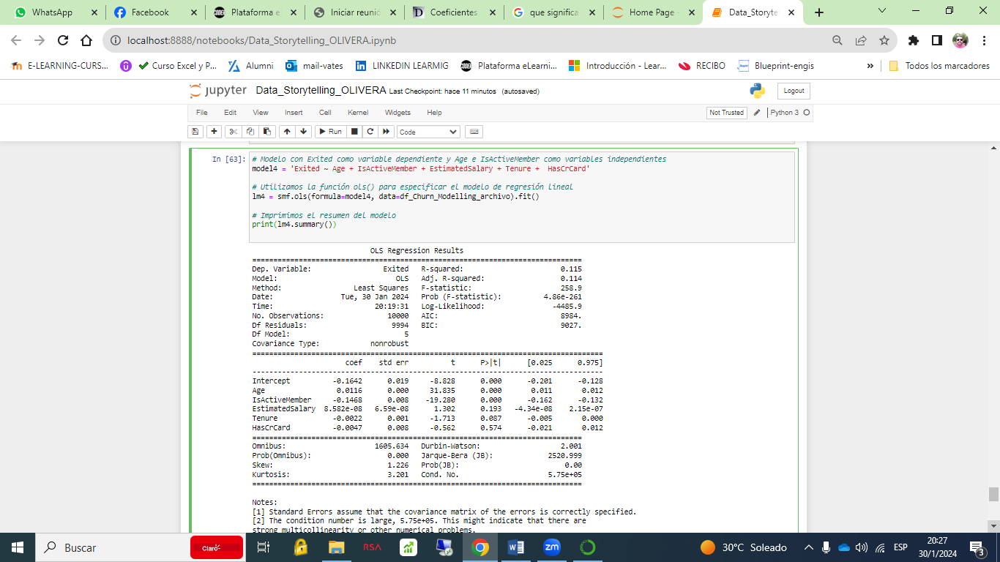 WhatsApp Facebook Plataforma e Iniciar reuni Coeficientes que significa Home Page - Data_Storytel
localhost:8888/notebooks/Data_Storytelling_OLIVERA.ipynb
E-LEARNING-CURS... Curso Excel y P... Alumni mail-vates LINKEDIN LEARMIG Plataforma eLearni... Introducción - Lear... RECIBO Blueprint-engis » Todos los marcadores
jupyter Data_Storytelling_OLIVERA Last Checkpoint: hace 11 minutos (autosaved) Logout
File Edit View Insert Cell Kernel Widgets Help Not Trusted Python 3
Run Code
In [63]: # Modelo con Exited como variable dependiente y Age e IsActiveMember como variables independientes
model4 = 'Exited ~ Age + IsActiveMember + EstimatedSalary + Tenure +  HasCrCard'
# Utilizamos la función ols() para especificar el modelo de regresión lineal
lm4 = smf.ols(formula=model4, data=df_Churn_Modelling_archivo).fit()
# Imprimimos el resumen del modelo
print(lm4.summary())
OLS Regression Results
Dep. Variable: Exited R-squared: 0.115
Model: OLS Adj. R-squared: 0.114
Method: Least Squares F-statistic: 258.9
Date: Tue, 30 Jan 2024 Prob (F-statistic): 4.86e-261
Time: 20:19:31 Log-Likelihood: -4485.9
No. Observations: 10000 AIC: 8984.
Df Residuals: 9994 BIC: 9027.
Df Model: 5
Covariance Type: nonrobust
coef std err t P>|t| [0.025 0.975]
Intercept -0.1642 0.019 -8.828 0.000 -0.201 -0.128
Age 0.0116 0.000 31.835 0.000 0.011 0.012
IsActiveMember -0.1468 0.008 -19.280 0.000 -0.162 -0.132
EstimatedSalary 8.582e-08 6.59e-08 1.302 0.193 -4.34e-08 2.15e-07
Tenure -0.0022 0.001 -1.713 0.087 -0.005 0.000
HasCrCard -0.0047 0.008 -0.562 0.574 -0.021 0.012
Omnibus: 1605.634 Durbin-Watson: 2.001
Prob(Omnibus): 0.000 Jarque-Bera (JB): 2520.999
Skew: 1.226 Prob(JB): 0.00
Kurtosis: 3.201 Cond. No. 5.75e+05
Notes:
[1] Standard Errors assume that the covariance matrix of the errors is correctly specified.
[2] The condition number is large, 5.75e+05. This might indicate that there are
strong multicollinearity or other numerical problems.
Buscar Claro RSA W zm 30°C Soleado ESP 20:27
30/1/2024 3